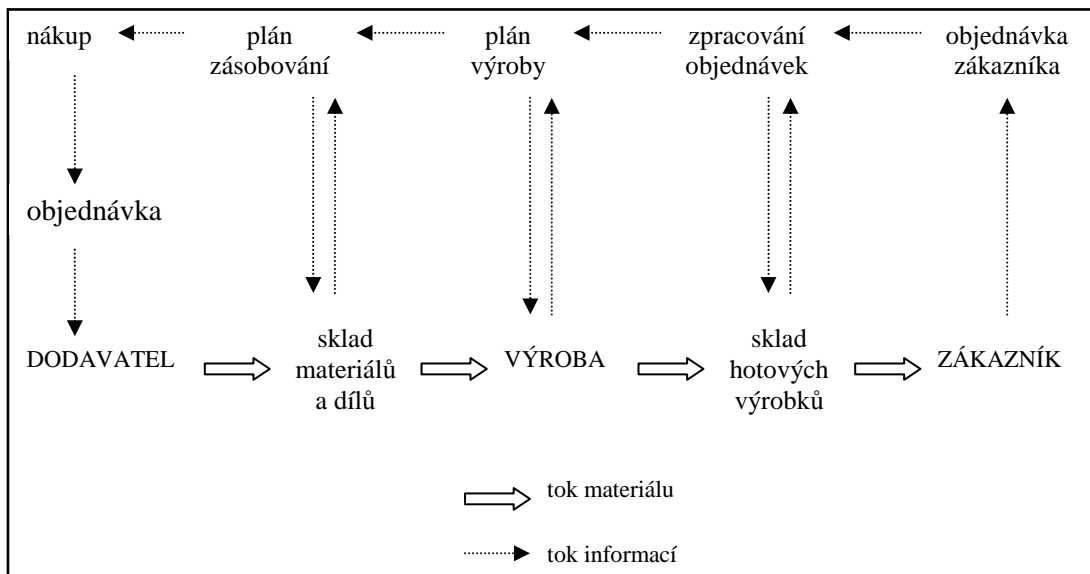 nákup
plán
zásobování
plán
výroby
zpracování
objednávek
objednávka
zákazníka
objednávka
DODAVATEL
sklad
materiálů
a dílů
VÝROBA
sklad
hotových
výrobků
ZÁKAZNÍK
tok materiálu
tok informací